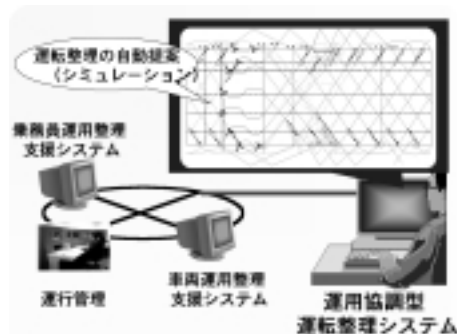 運転整理の自動提案
(シミュレーション)
乗務員運用整理
支援システム
運行管理
車両運用整理
支援システム
運用協調型
運転整理システム